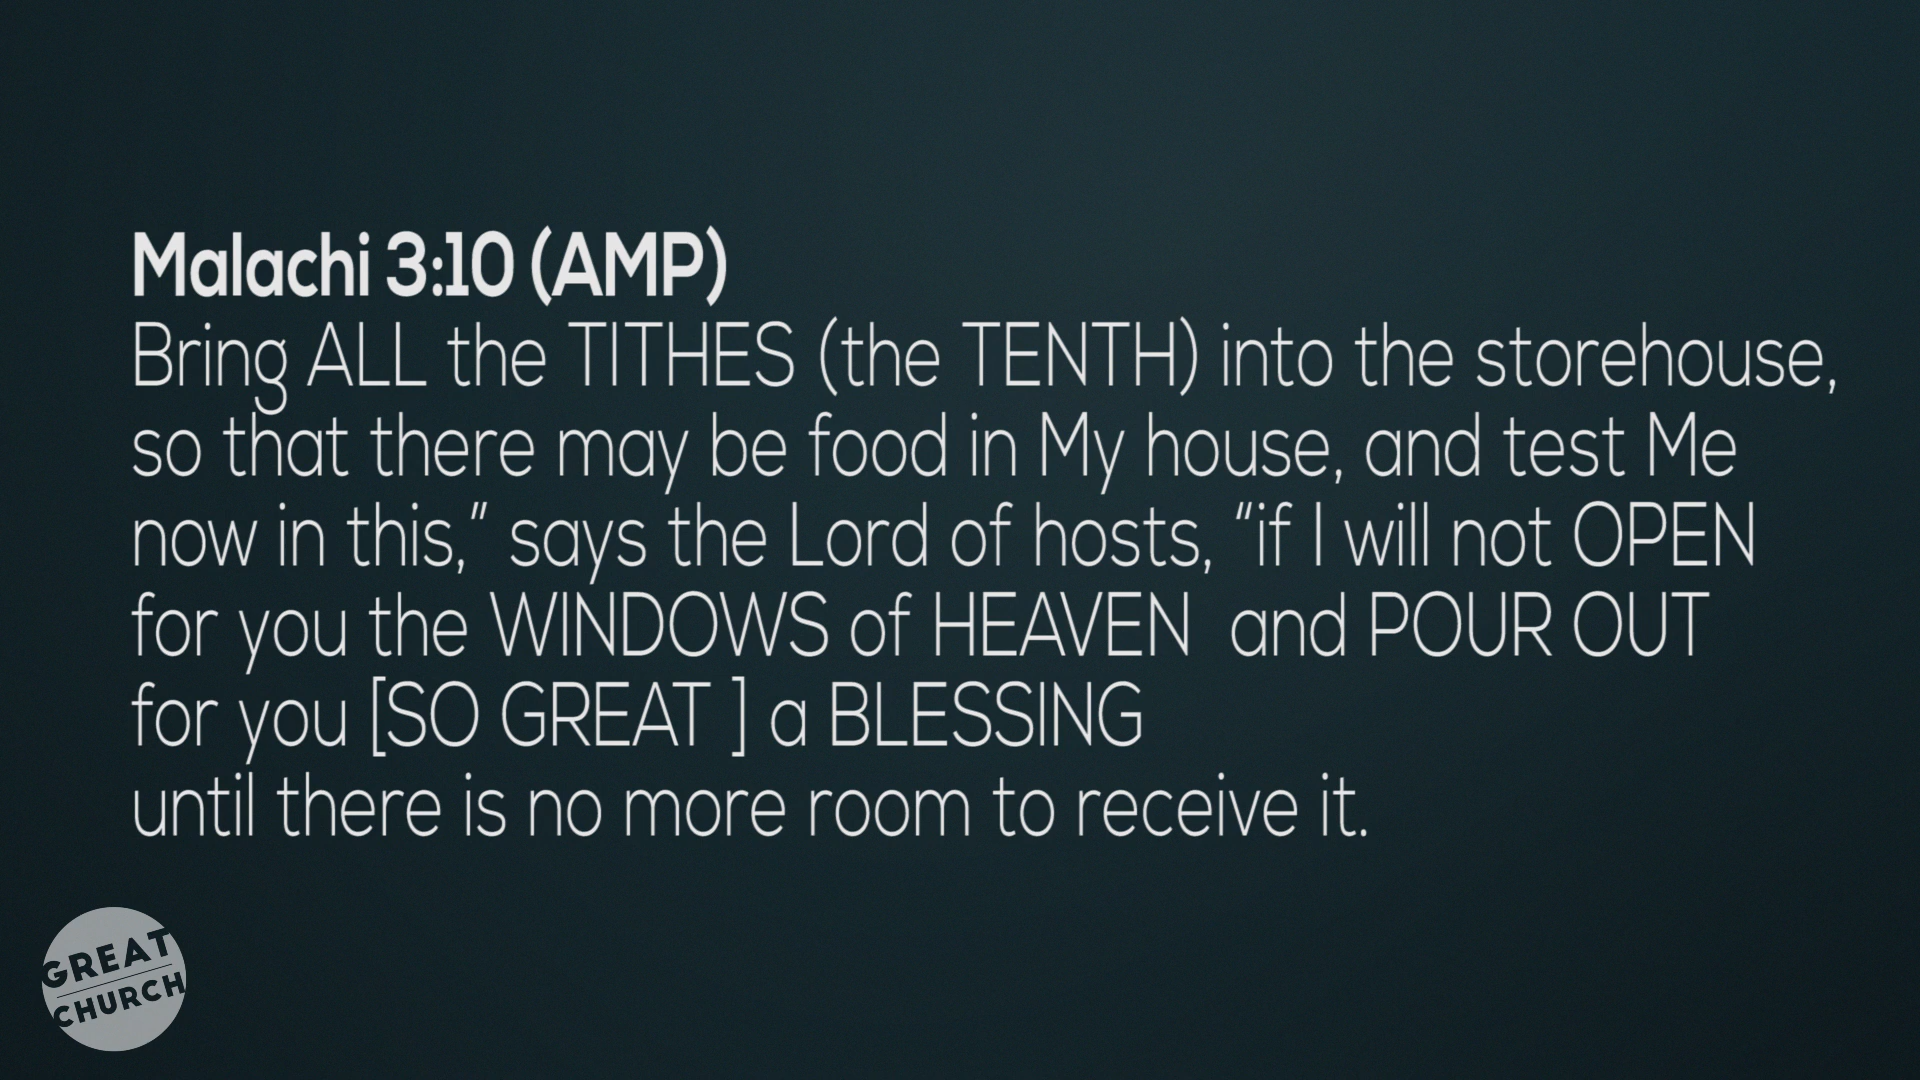 Malachi 3:10 (AMP)
Bring ALL the TITHES (the TENTH) into the storehouse,
so that there may be food in My house, and test Me
now in this,” says the Lord of hosts, “if I will not OPEN
for you the WINDOWS of HEAVEN  and POUR OUT
for you [SO GREAT ] a BLESSING
until there is no more room to receive it.
GREAT
CHURCH